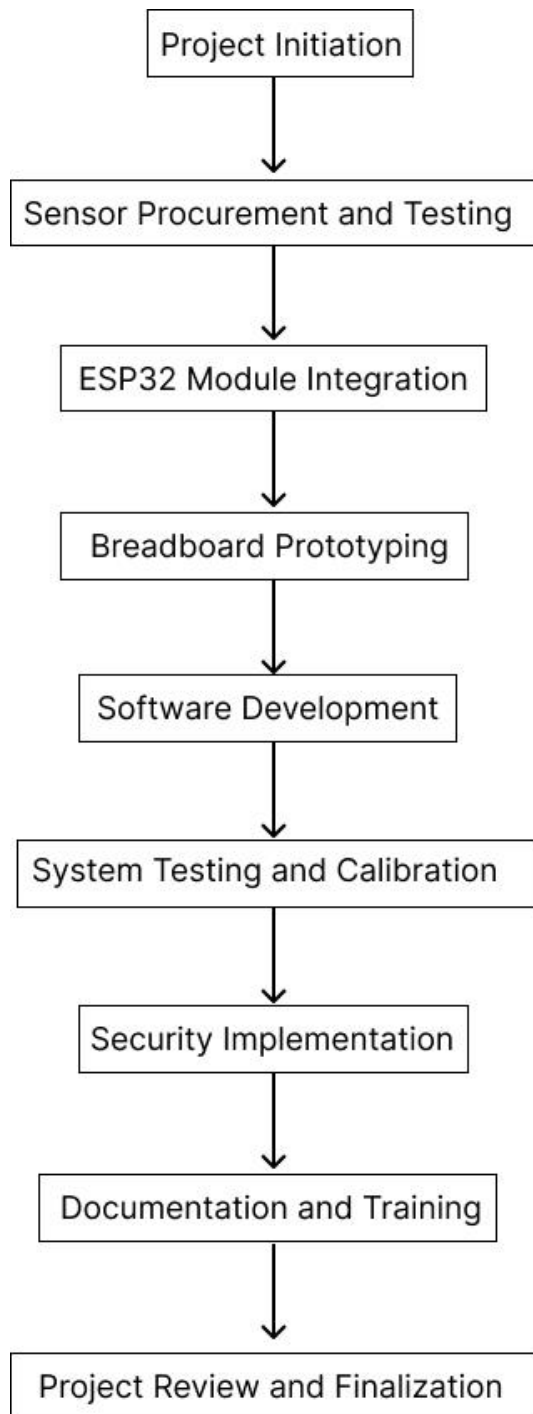 Project Initiation
Sensor Procurement and Testing
ESP32 Module Integration
Breadboard Prototyping
Software Development
System Testing and Calibration
Security Implementation
Documentation and Training
Project Review and Finalization